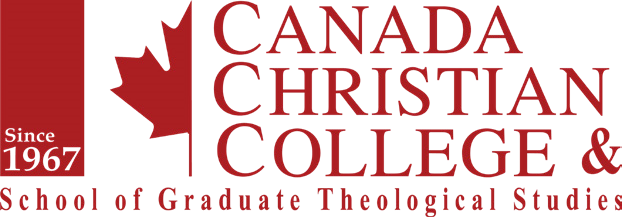 CANADA
CHRISTIAN
COLLEGE &
Since
1967
School of Graduate Theological Studies